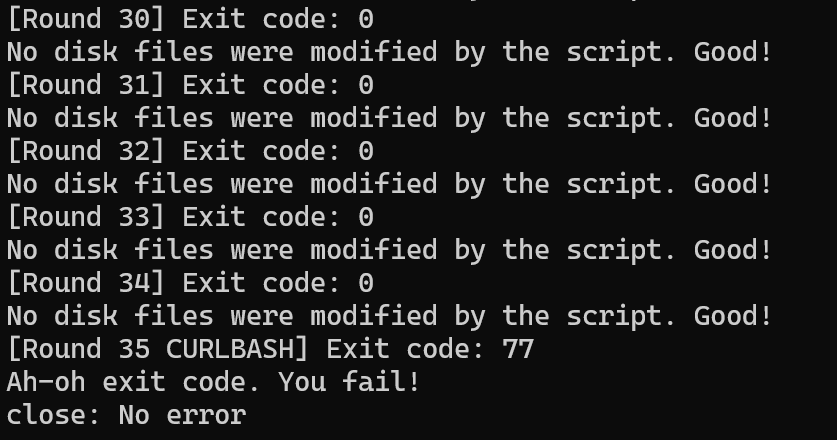 [Round 30] Exit code: 0
No disk files were modified by the script. Good!
[Round 31] Exit code: 0
No disk files were modified by the script. Good!
[Round 32] Exit code: 0
No disk files were modified by the script. Good!
[Round 33] Exit code: 0
No disk files were modified by the script. Good!
[Round 34] Exit code: 0
No disk files were modified by the script. Good!
[Round 35 CURLBASH] Exit code: 77
Ah-oh exit code. You fail!
close: No error